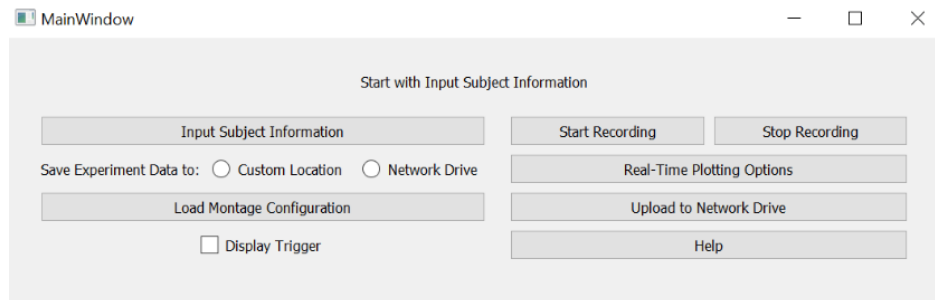 MainWindow
Start with Input Subject Information
Input Subject Information
Start Recording
Stop Recording
Save Experiment Data to:
Custom Location
Network Drive
Real-Time Plotting Options
Load Montage Configuration
Upload to Network Drive
Display Trigger
Help